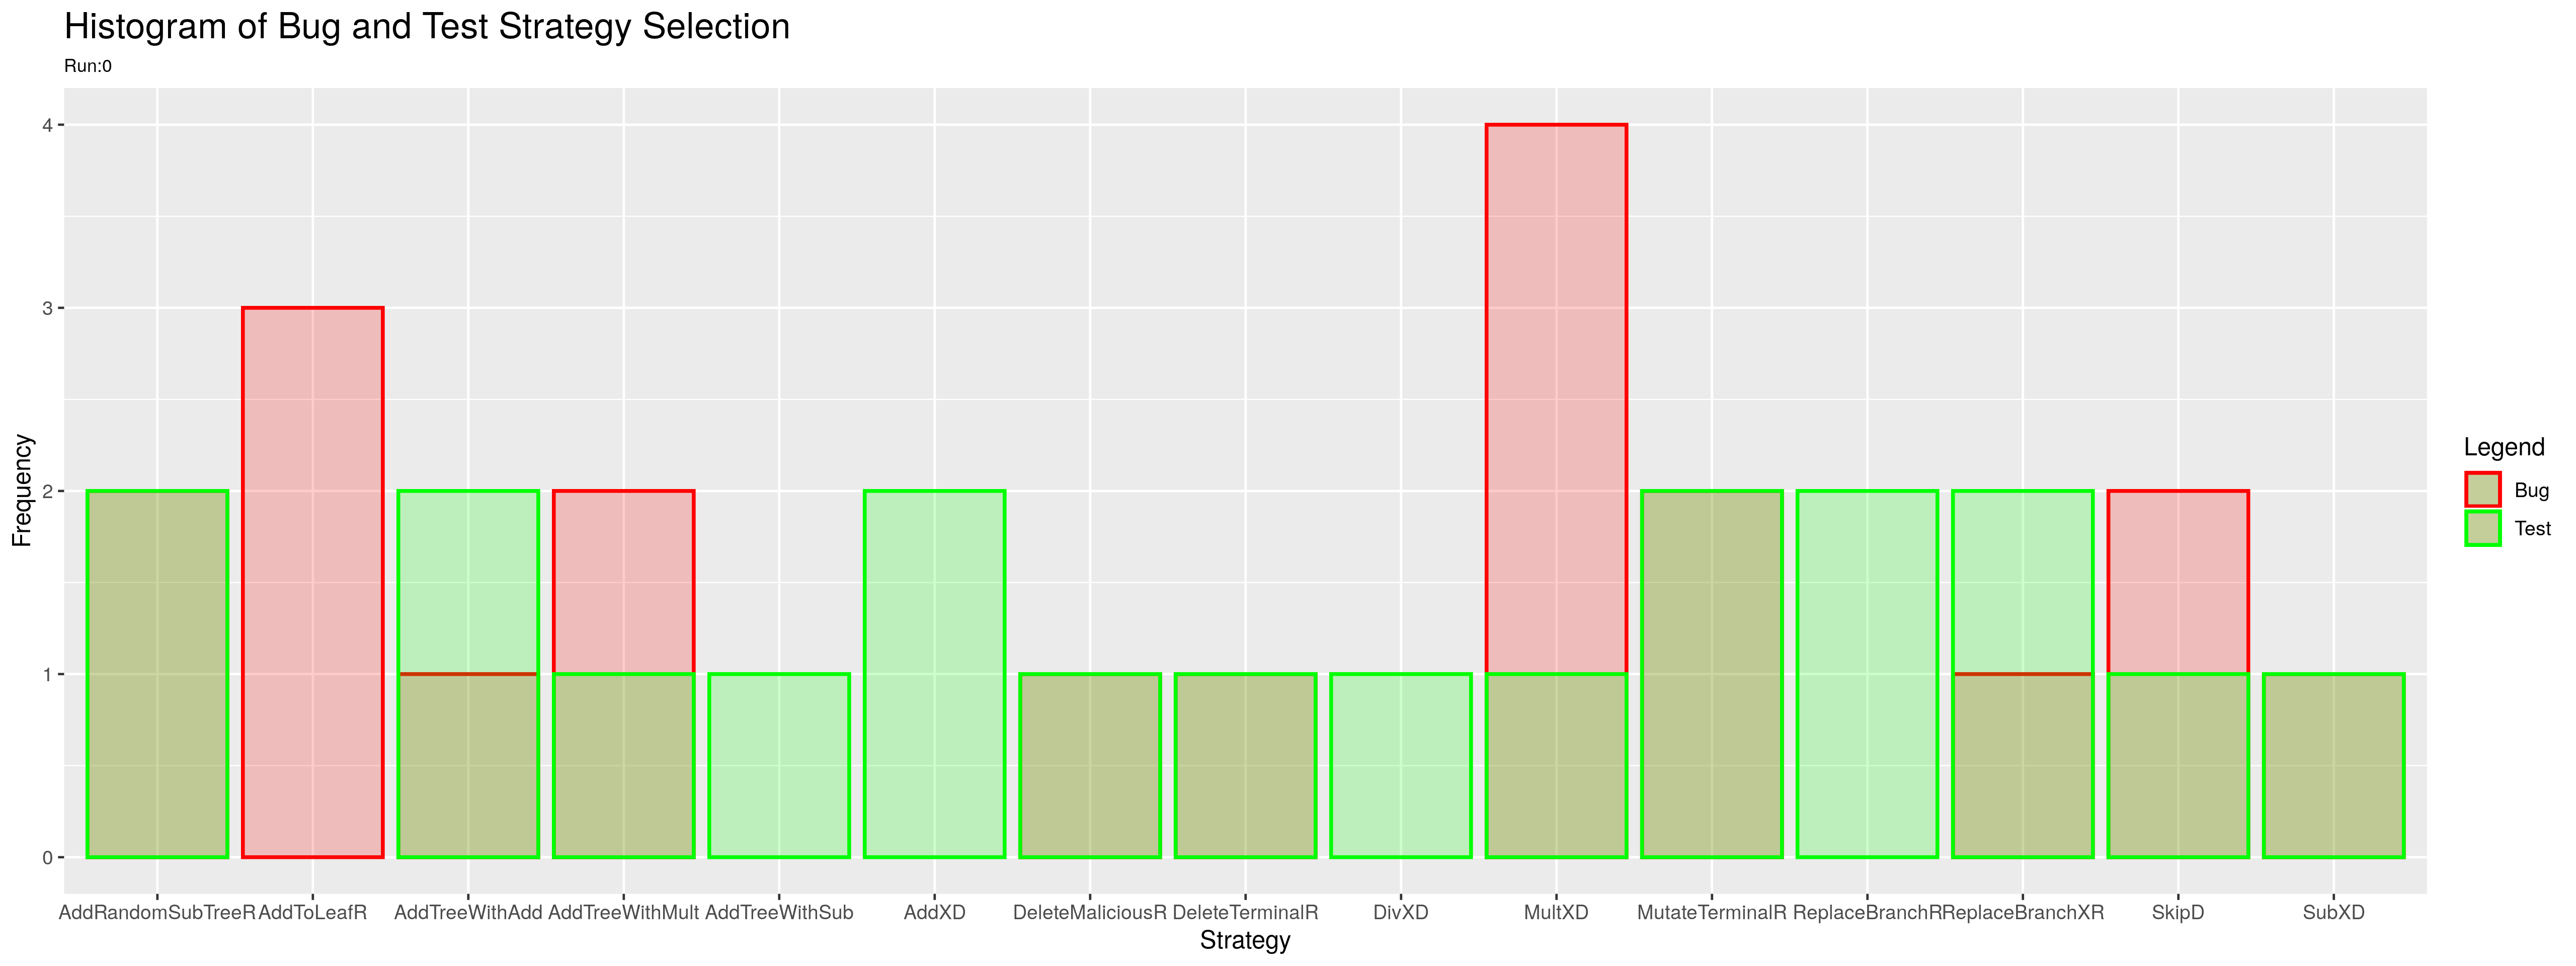 Histogram of Bug and Test Strategy Selection
Run:0
Frequency
4
3
2
1
0
AddRandomSubTreeR AddToLeafR AddTreeWithAdd AddTreeWithMult AddTreeWithSub AddXD DeleteMaliciousR DeleteTerminalR DivXD MultXD MutateTerminalR ReplaceBranchR ReplaceBranchXR SkipD SubXD
Strategy
Legend
Bug
Test